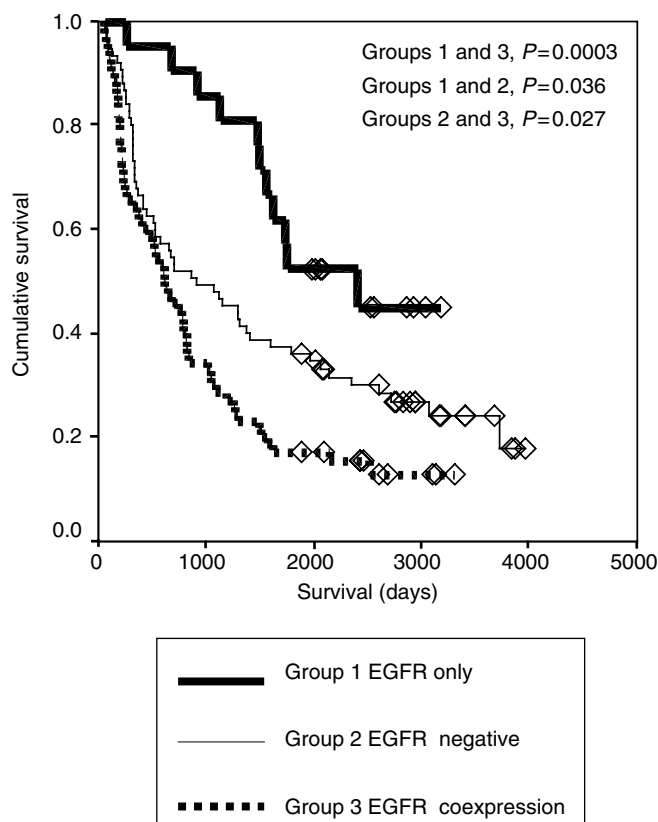 1.0
0.8
0.6
0.4
0.2
0.0
Cumulative survival
Groups 1 and 3, P=0.0003
Groups 1 and 2, P=0.036
Groups 2 and 3, P=0.027
0 1000 2000 3000 4000 5000
Survival (days)
Group 1 EGFR only
Group 2 EGFR negative
Group 3 EGFR coexpression